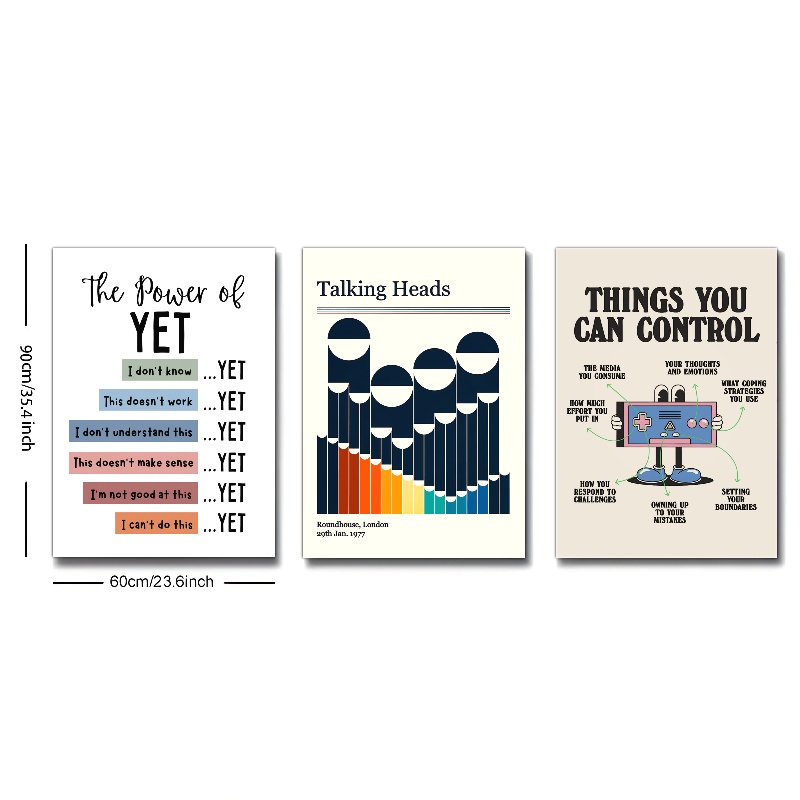 90cm/35.4 inch
60cm/23.6inch
The Power of
YET
I don't know ...YET
This doesn't work ...YET
I don't understand this ...YET
This doesn't make sense ...YET
I'm not good at this ...YET
I can't do this ...YET
Talking Heads
Roundhouse, London
29th Jan. 1977
THINGS YOU
CAN CONTROL
THE MEDIA
YOU CONSUME
YOUR THOUGHTS
AND EMOTIONS
WHAT COPING
STRATEGIES
YOU USE
HOW MUCH
EFFORT YOU
PUT IN
HOW YOU
RESPOND TO
CHALLENGES
OWNING UP
TO YOUR
MISTAKES
SETTING
YOUR
BOUNDARIES